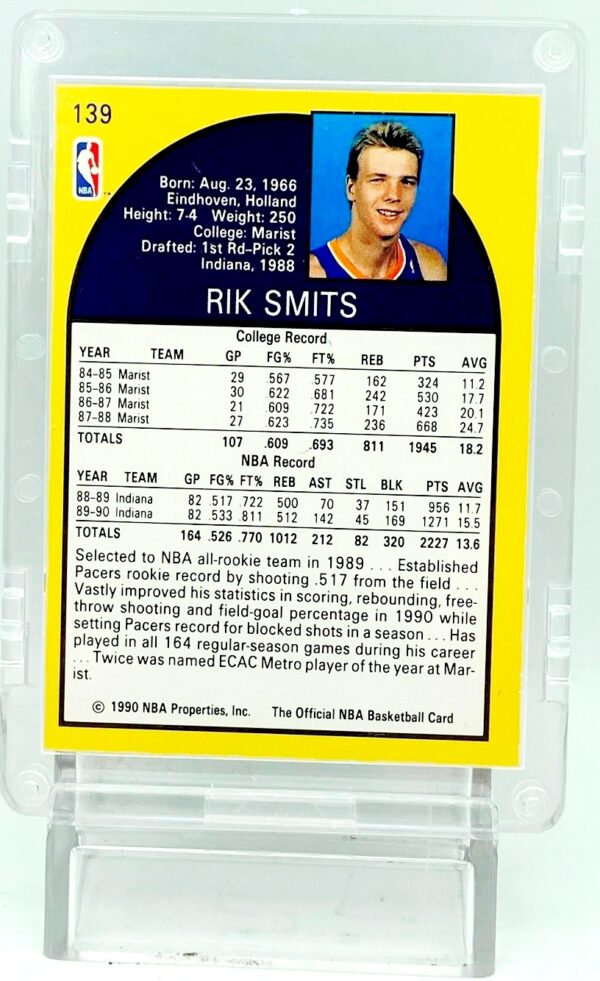 139
NBA
Born: Aug. 23, 1966
Eindhoven, Holland
Height: 7-4 Weight: 250
College: Marist
Drafted: 1st Rd-Pick 2
Indiana, 1988
RIK SMITS
College Record
YEAR TEAM GP FG% FT% REB PTS AVG
84-85 Marist 29 .567 .577 162 324 11.2
85-86 Marist 30 .622 .681 242 530 17.7
86-87 Marist 21 .609 .722 171 423 20.1
87-88 Marist 27 .623 .735 236 668 24.7
TOTALS 107 .609 .693 811 1945 18.2
NBA Record
YEAR TEAM GP FG% FT% REB AST STL BLK PTS AVG
88-89 Indiana 82 .517 .722 500 70 37 151 956 11.7
89-90 Indiana 82 .533 .811 512 142 45 169 1271 15.5
TOTALS 164 .526 .770 1012 212 82 320 2227 13.6
Selected to NBA all-rookie team in 1989 . . . Established
Pacers rookie record by shooting .517 from the field . . .
Vastly improved his statistics in scoring, rebounding, free-
throw shooting and field-goal percentage in 1990 while
setting Pacers record for blocked shots in a season . . . Has
played in all 164 regular-season games during his career
. . . Twice was named ECAC Metro player of the year at Mar-
ist.
© 1990 NBA Properties, Inc. The Official NBA Basketball Card